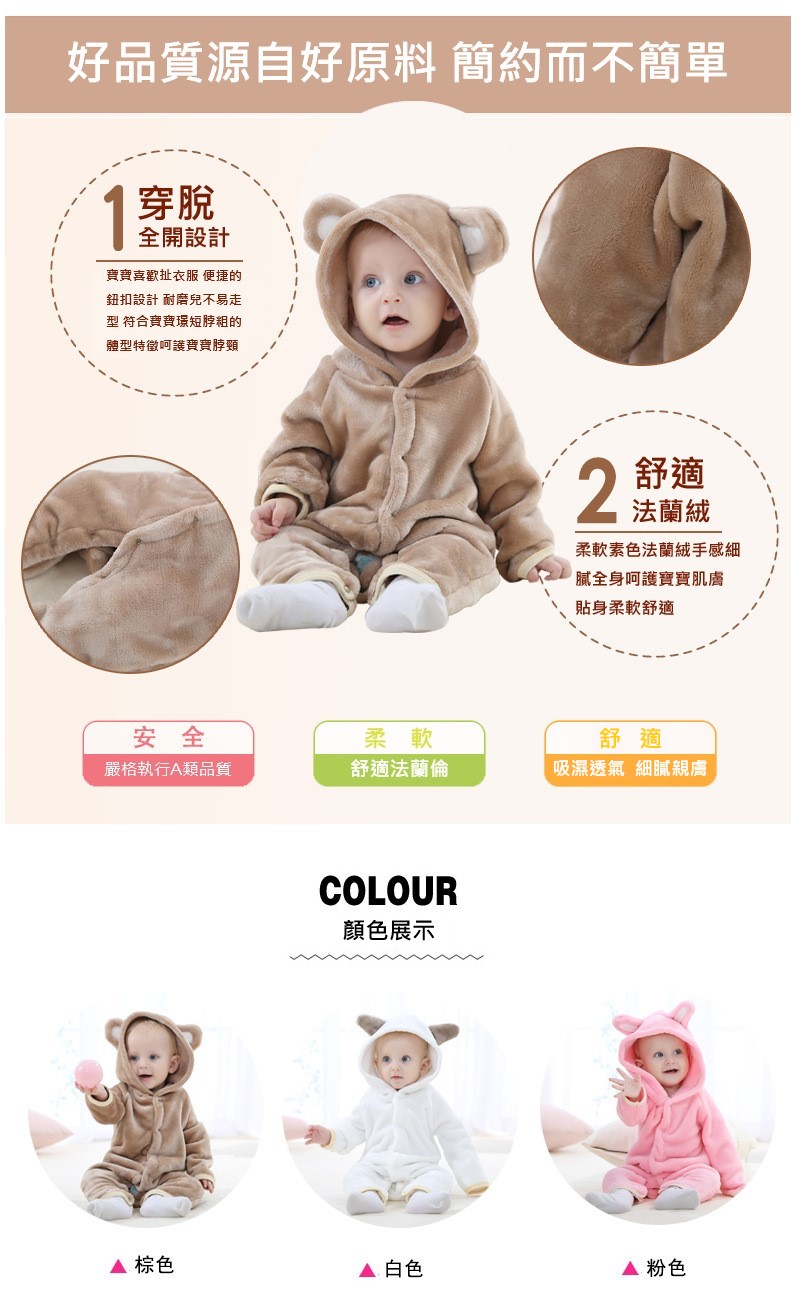 好品質源自好原料 簡約而不簡單
1 穿脫
全開設計
寶寶喜歡扯衣服 便捷的
鈕扣設計 耐磨兒不易走
型 符合寶寶環短脖粗的
體型特徵呵護寶寶脖頸
2 舒適
法蘭絨
柔軟素色法蘭絨手感細
膩全身呵護寶寶肌膚
貼身柔軟舒適
安 全
嚴格執行A類品質
柔 軟
舒適法蘭倫
舒 適
吸濕透氣 細膩親膚
COLOUR
顏色展示
▲ 棕色
▲ 白色
▲ 粉色